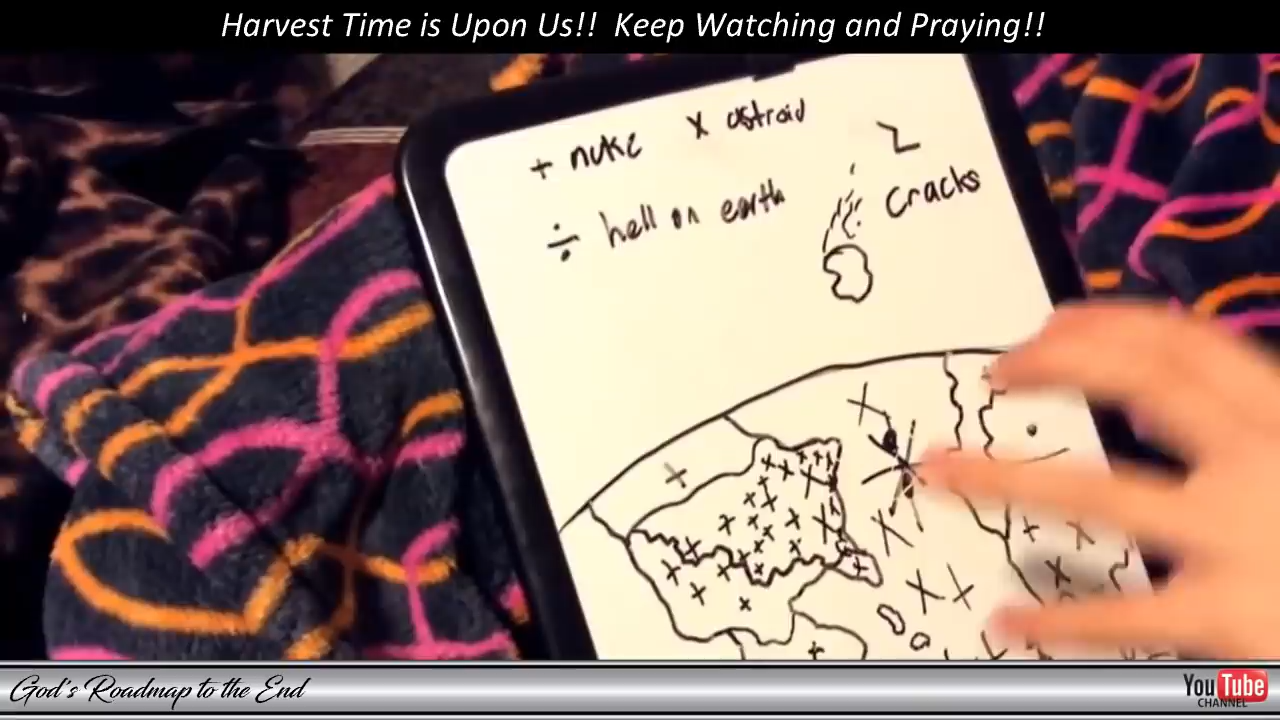 Harvest Time is Upon Us!!  Keep Watching and Praying!!
+ nuke  X astroid
÷ hell on earth
Cracks
God's Roadmap to the End
YouTube
CHANNEL